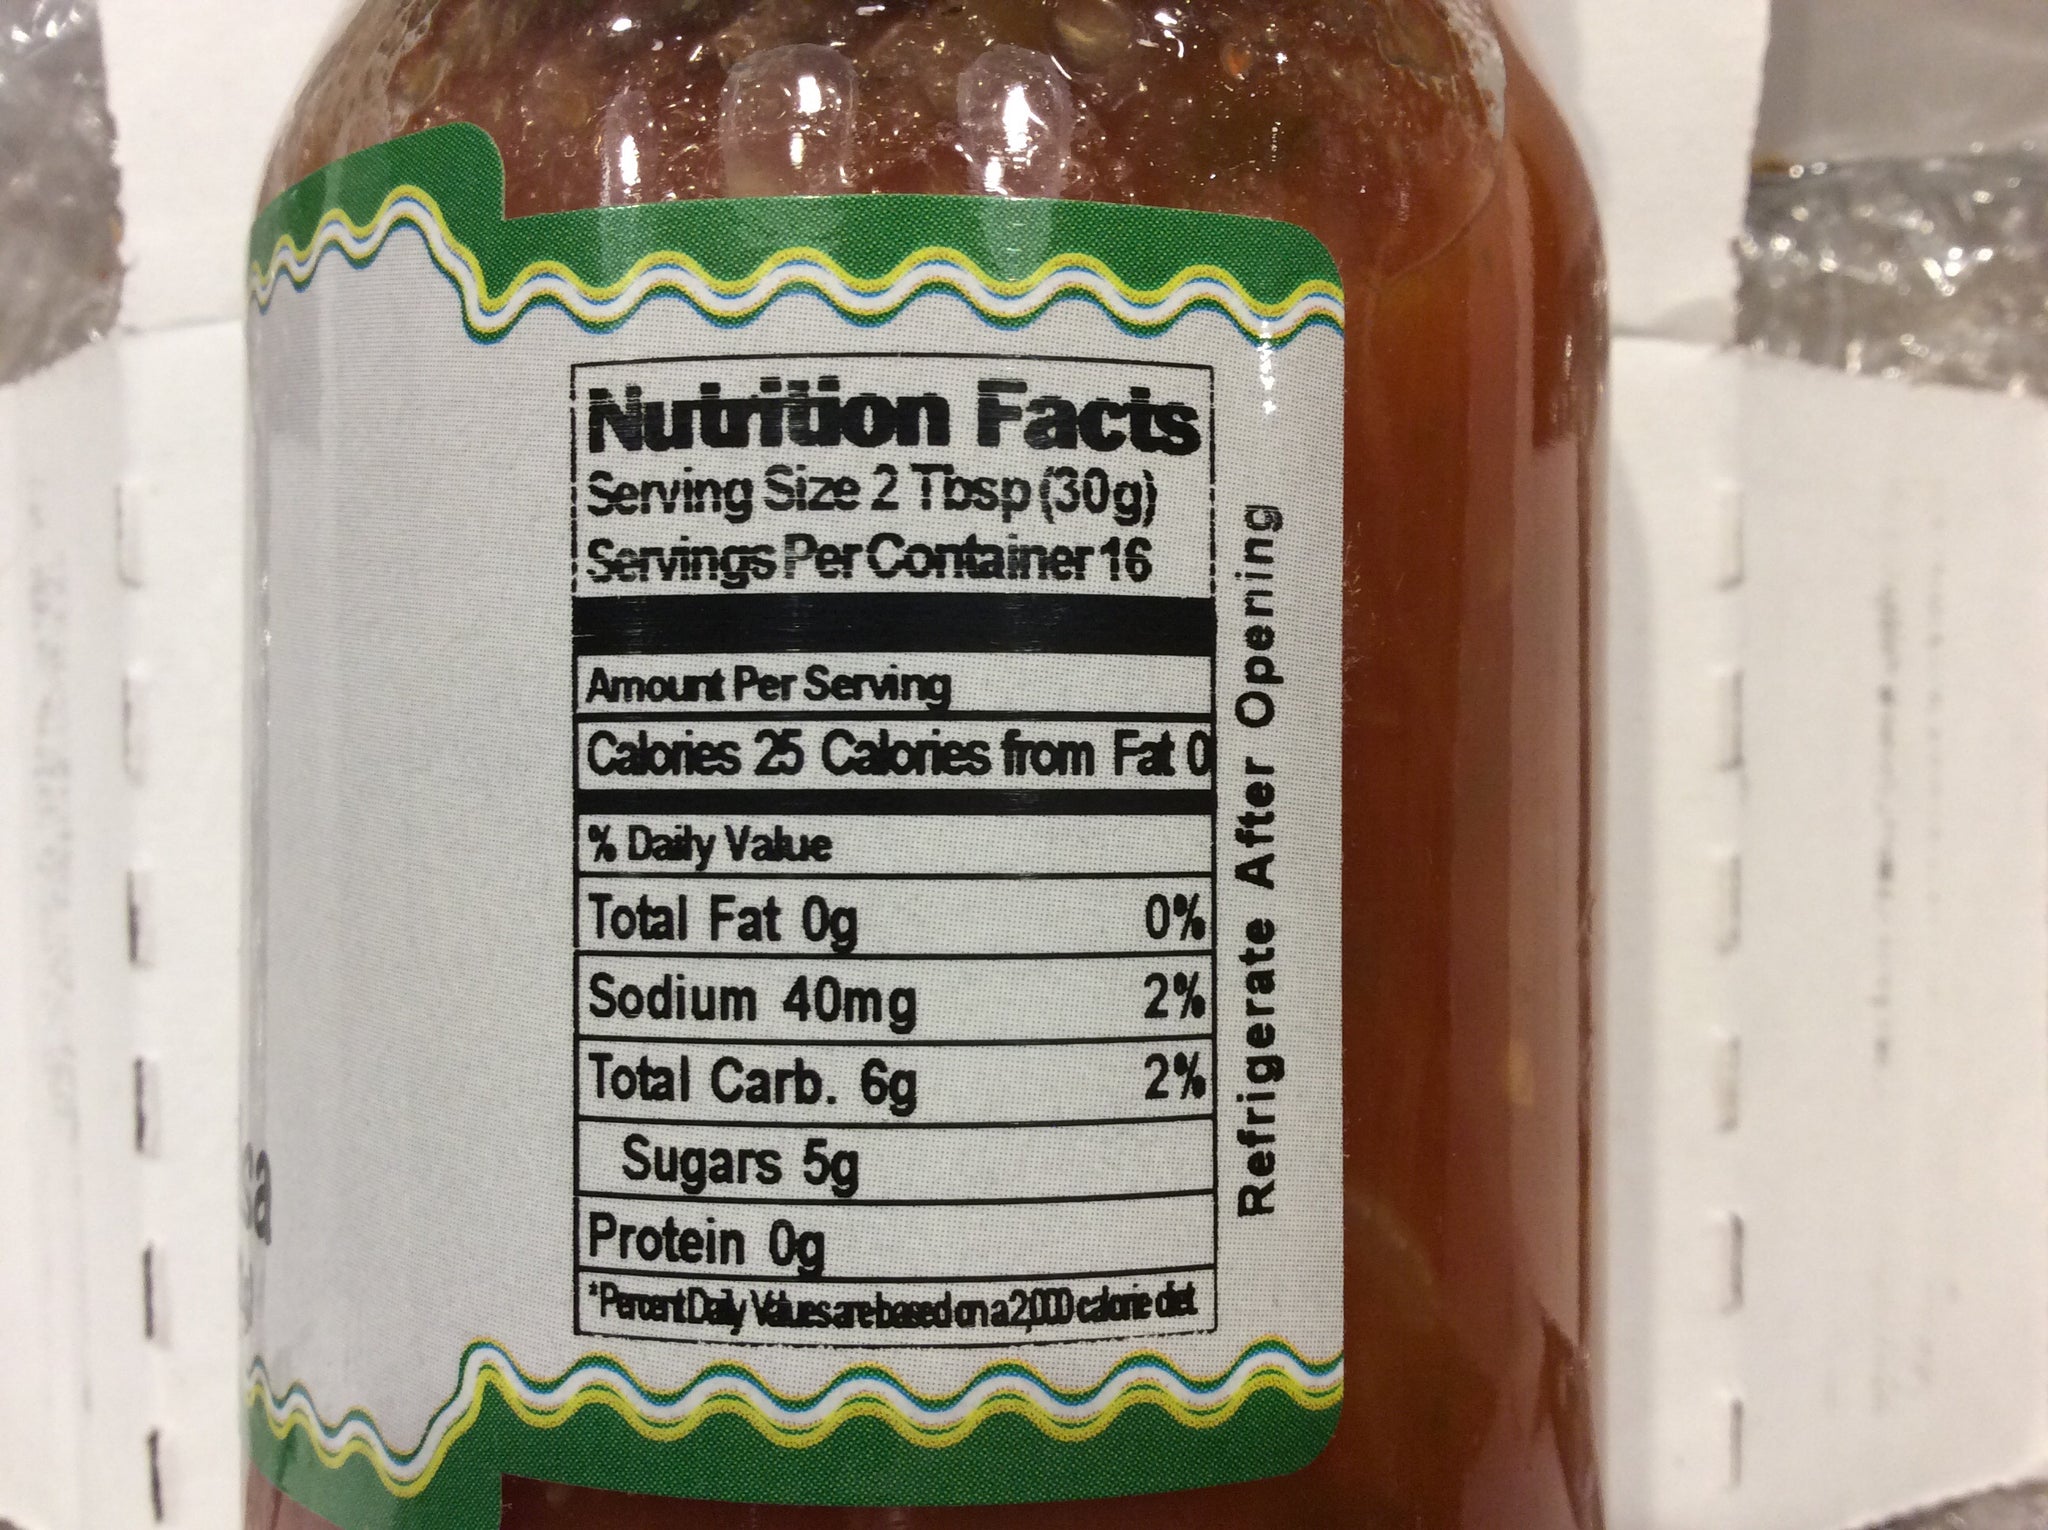 Nutrition Facts
Serving Size 2 Tbsp (30g)
Servings Per Container 16
Amount Per Serving
Calories 25 Calories from Fat 0
% Daily Value
Total Fat 0g 0%
Sodium 40mg 2%
Total Carb. 6g 2%
Sugars 5g
Protein 0g
*Percent Daily Values are based on a 2,000 calorie diet.
Refrigerate After Opening
sa